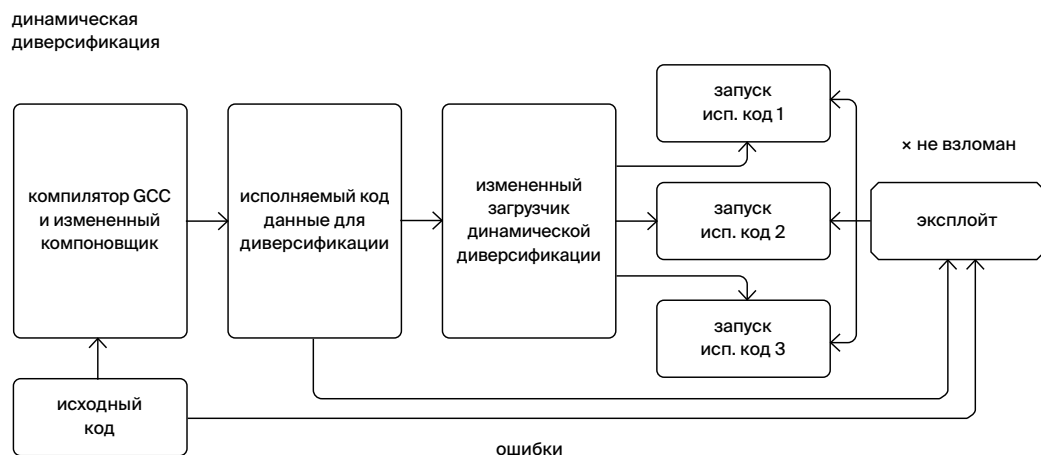 динамическая
диверсификация
компилятор GCC
и измененный
компоновщик
исполняемый код
данные для
диверсификации
измененный
загрузчик
динамической
диверсификации
запуск
исп. код 1
запуск
исп. код 2
запуск
исп. код 3
× не взломан
эксплойт
исходный
код
ошибки